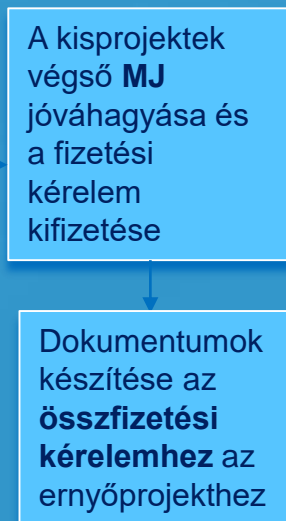 A kisprojektek
végső MJ
jóváhagyása és
a fizetési
kérelem
kifizetése
Dokumentumok
készítése az
összfizetési
kérelemhez az
ernyőprojekthez